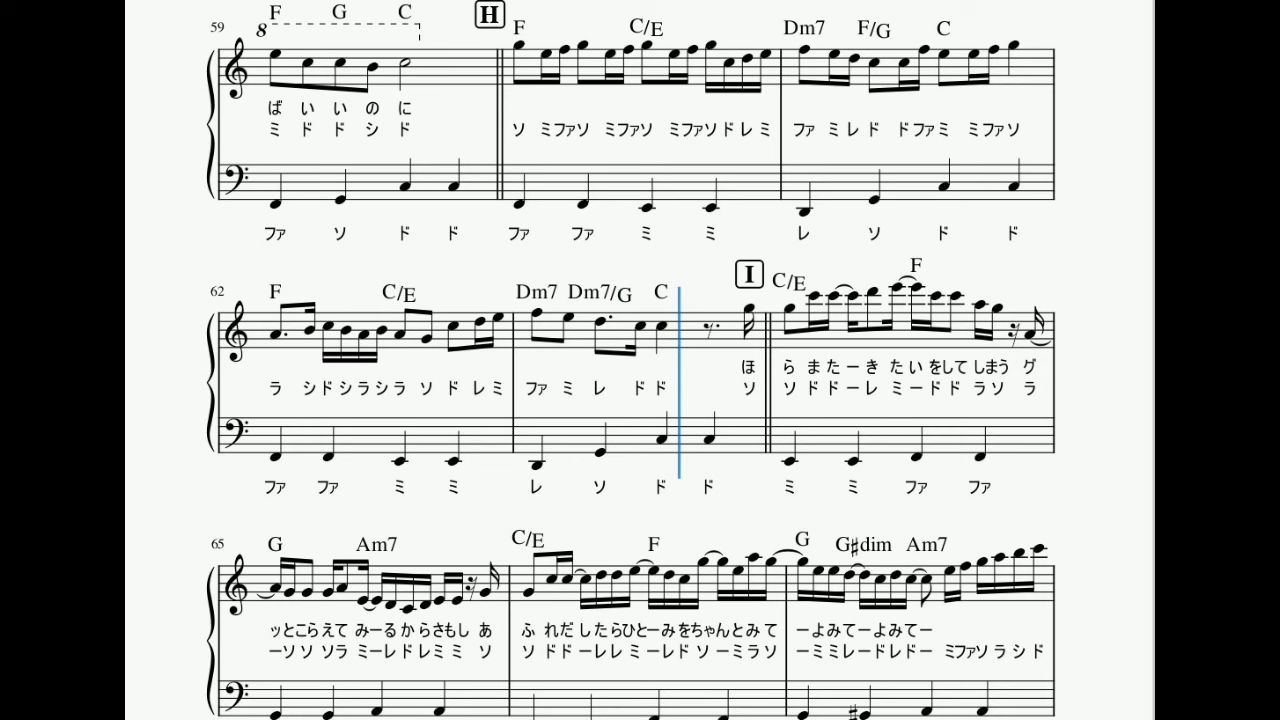 F G C H F C/E Dm7 F/G C
59 8
ば い い の に
ミ ド ド シ ド ソ ミファソ ミファソ ミファソドレミ ファ ミレ ド ドファミ ミファソ
ファ ソ ド ド ファ ファ ミ ミ レ ソ ド ド
I
62 F C/E Dm7 Dm7/G C C/E F
ほ ら また ー き たい をして しまう グ
ラ シドシラシラ ソ ド レミ ファ ミ レ ド ド ソ ソ ドドーレ ミード ド ラソ ラ
ファ ファ ミ ミ レ ソ ド ド ミ ミ ファ ファ
65 G Am7 C/E F G G♯dim Am7
ッとこらえて みーるからさもし あ ふ れだ したらひとーみをちゃんとみて ーよみてーよみてー
ーソソ ソラ ミーレドレミミ ソ ソ ドドーレレミーレド ソーミラソ ーミミレードレドー ミファソラシド